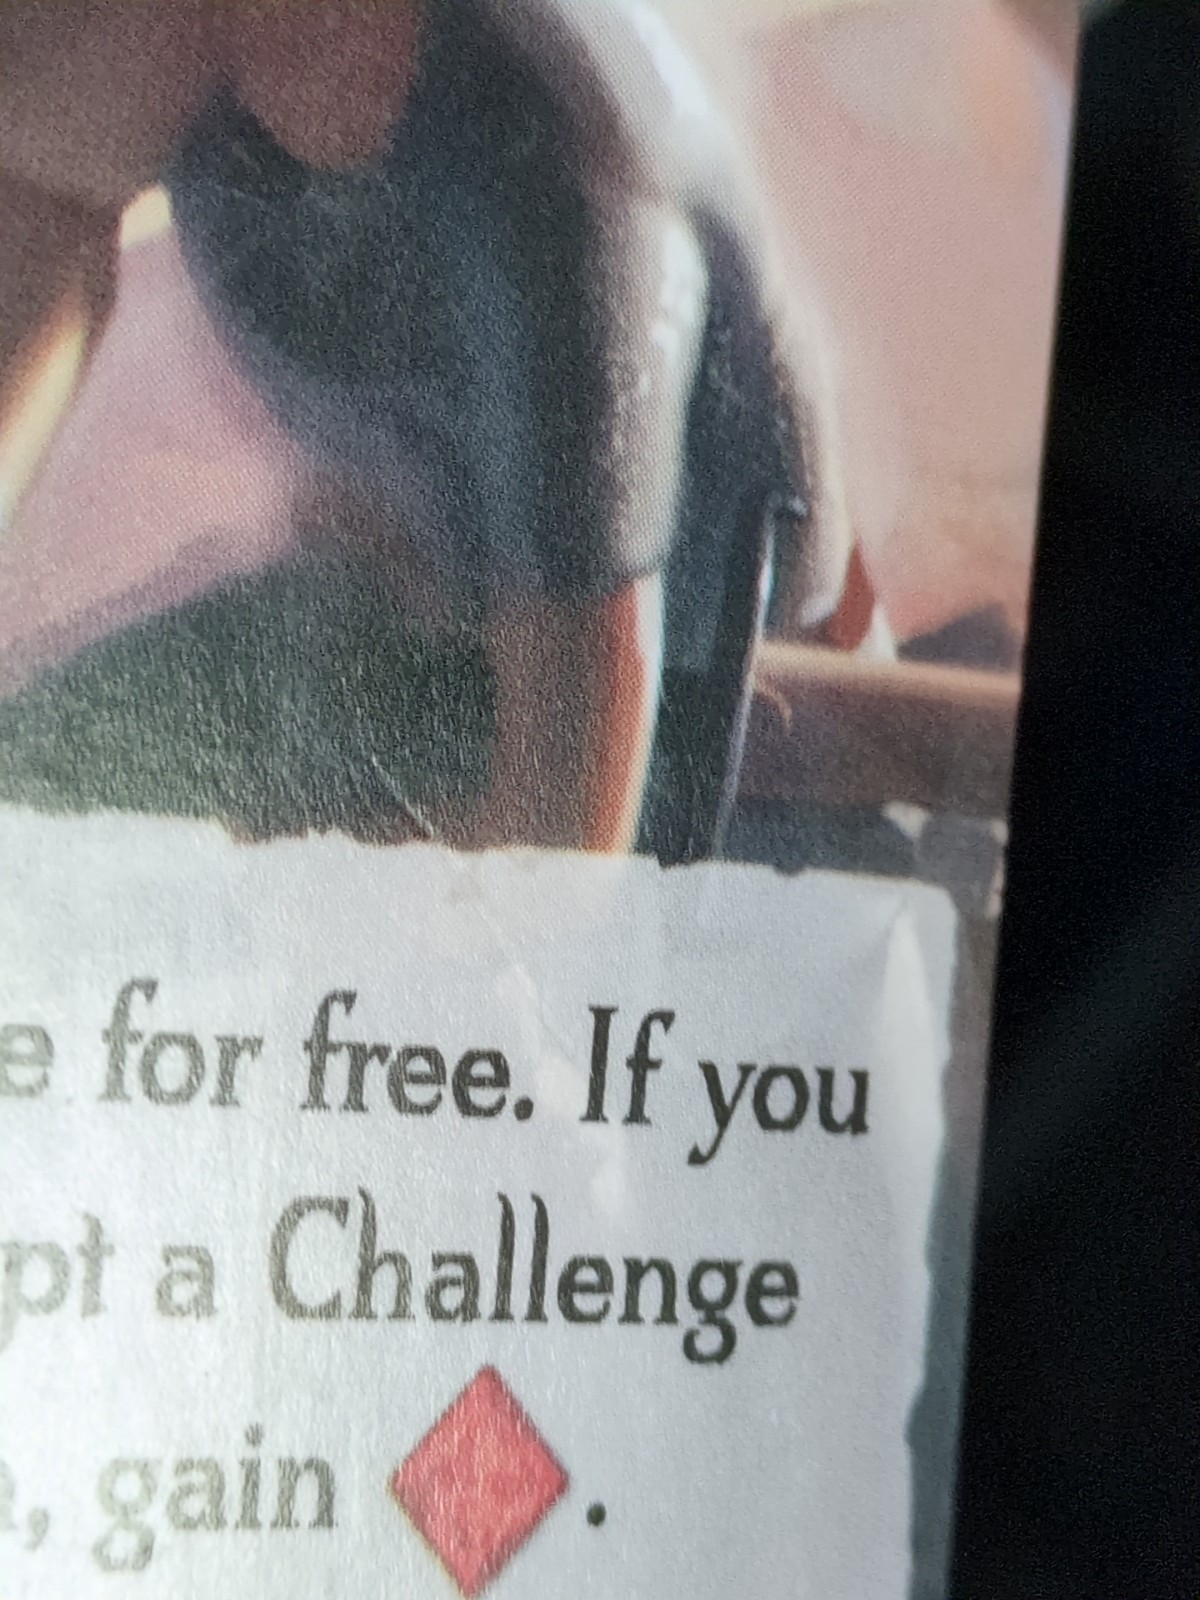 e for free. If you
pt a Challenge
, gain .